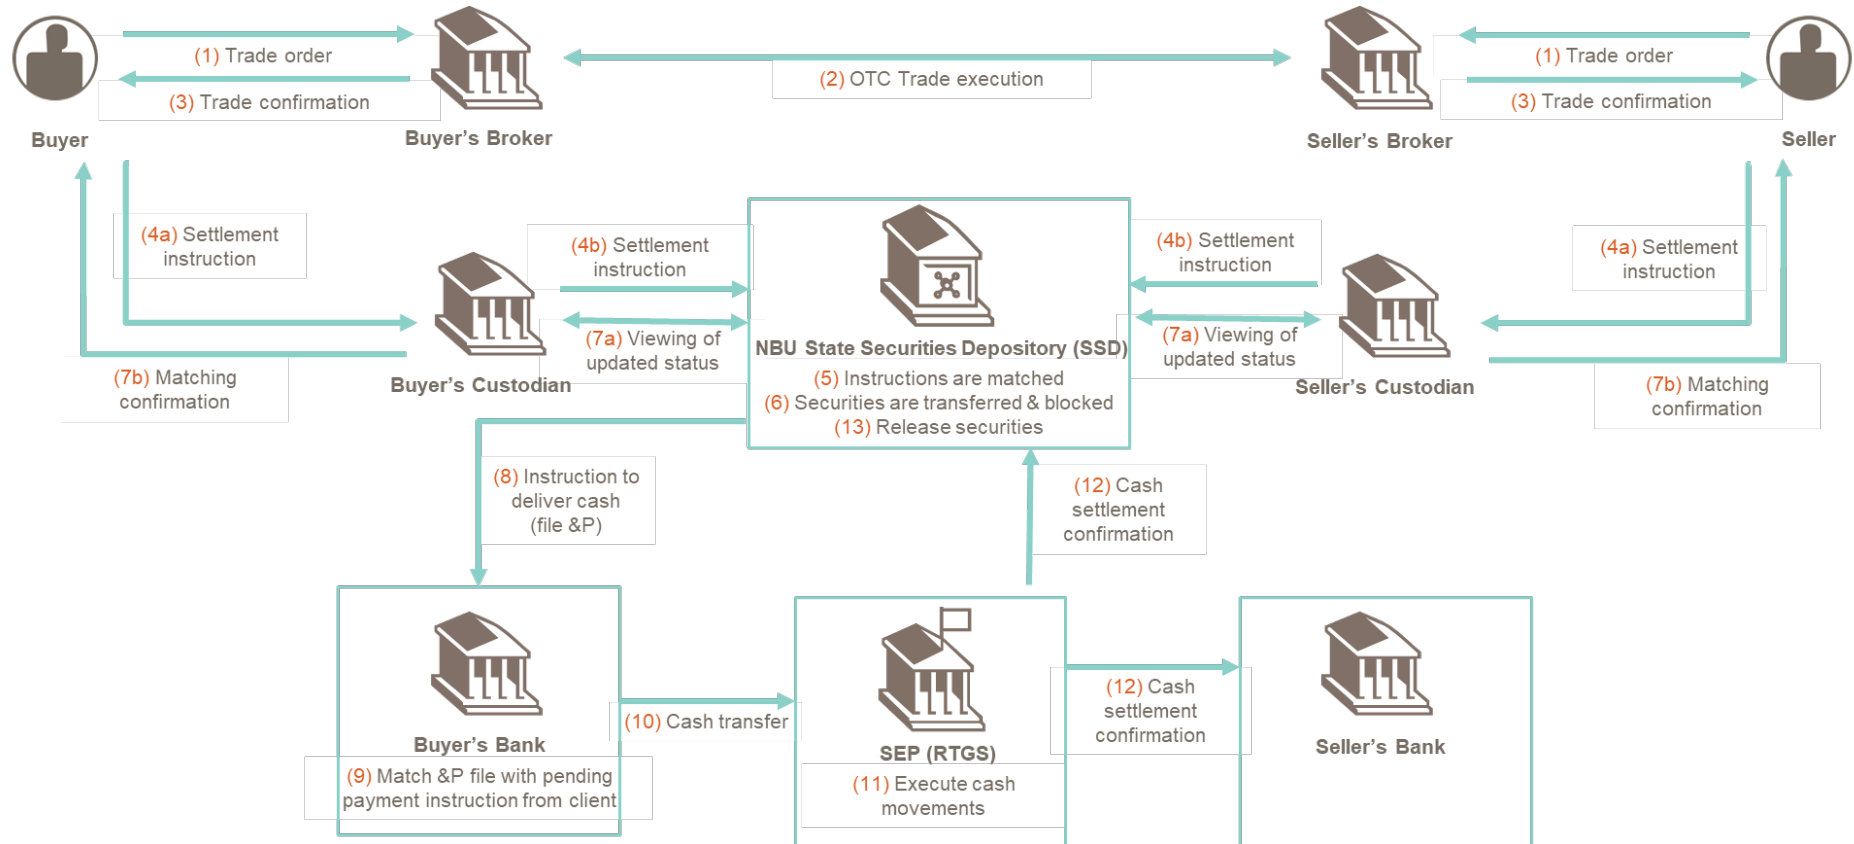 (1) Trade order
(2) OTC Trade execution
(1) Trade order
(3) Trade confirmation
(3) Trade confirmation
Buyer
Buyer's Broker
Seller's Broker
Seller
(4a) Settlement
instruction
(4b) Settlement
instruction
(4b) Settlement
instruction
(4a) Settlement
instruction
(7a) Viewing of
updated status
NBU State Securities Depository (SSD)
(7a) Viewing of
updated status
Buyer's Custodian
Seller's Custodian
(7b) Matching
confirmation
(5) Instructions are matched
(6) Securities are transferred & blocked
(13) Release securities
(7b) Matching
confirmation
(8) Instruction to
deliver cash
(file &P)
(12) Cash
settlement
confirmation
(10) Cash transfer
(12) Cash
settlement
confirmation
Buyer's Bank
SEP (RTGS)
Seller's Bank
(9) Match &P file with pending
payment instruction from client
(11) Execute cash
movements